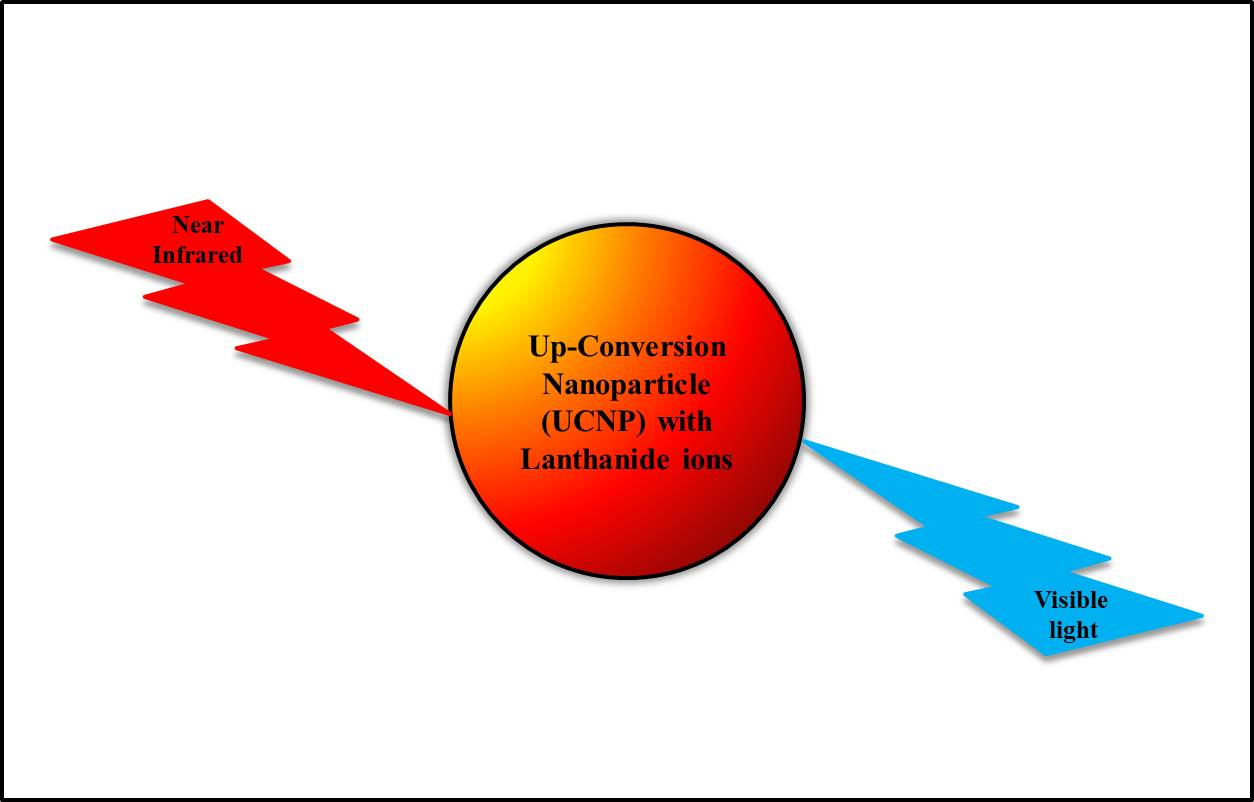 Near
Infrared
Up-Conversion
Nanoparticle
(UCNP) with
Lanthanide ions
Visible
light